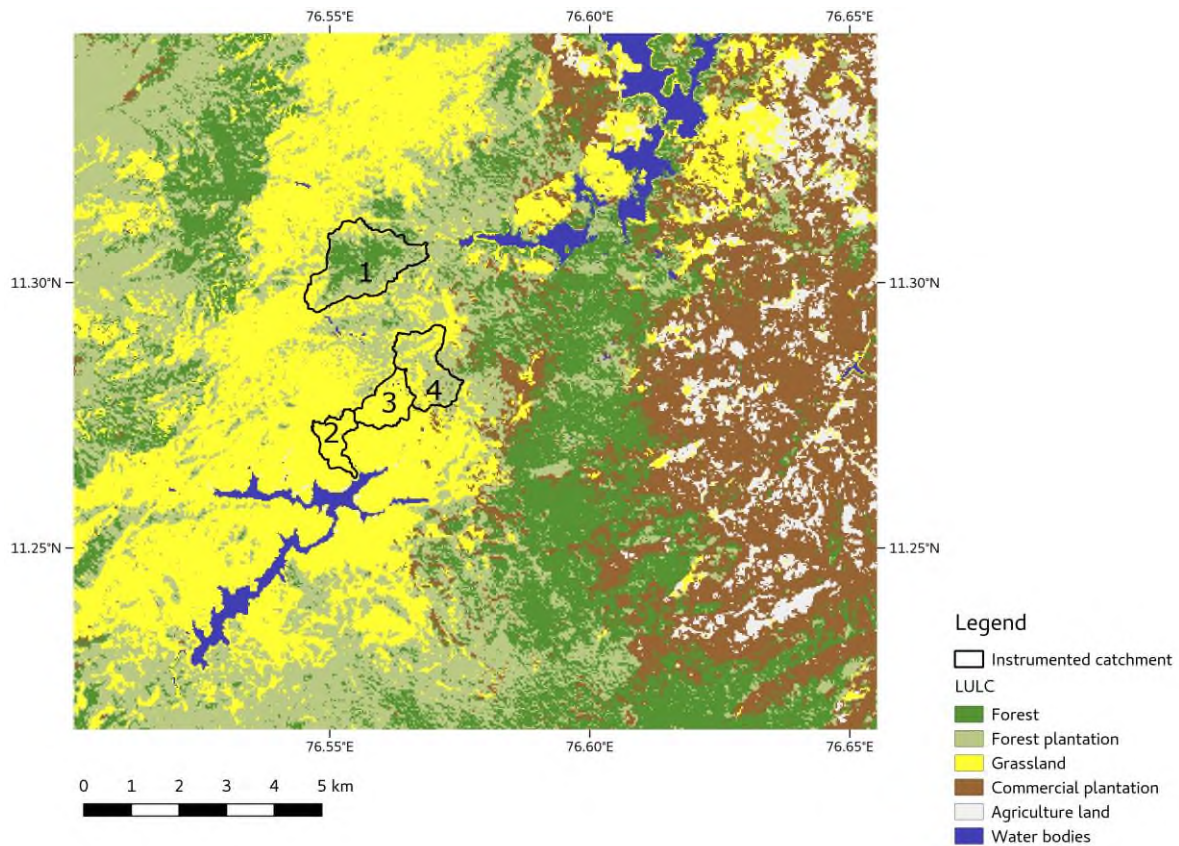 76.55°E 76.60°E 76.65°E
11.30°N 11.30°N
1
4
3
2
11.25°N 11.25°N
76.55°E 76.60°E 76.65°E
0 1 2 3 4 5 km
Legend
Instrumented catchment
LULC
Forest
Forest plantation
Grassland
Commercial plantation
Agriculture land
Water bodies